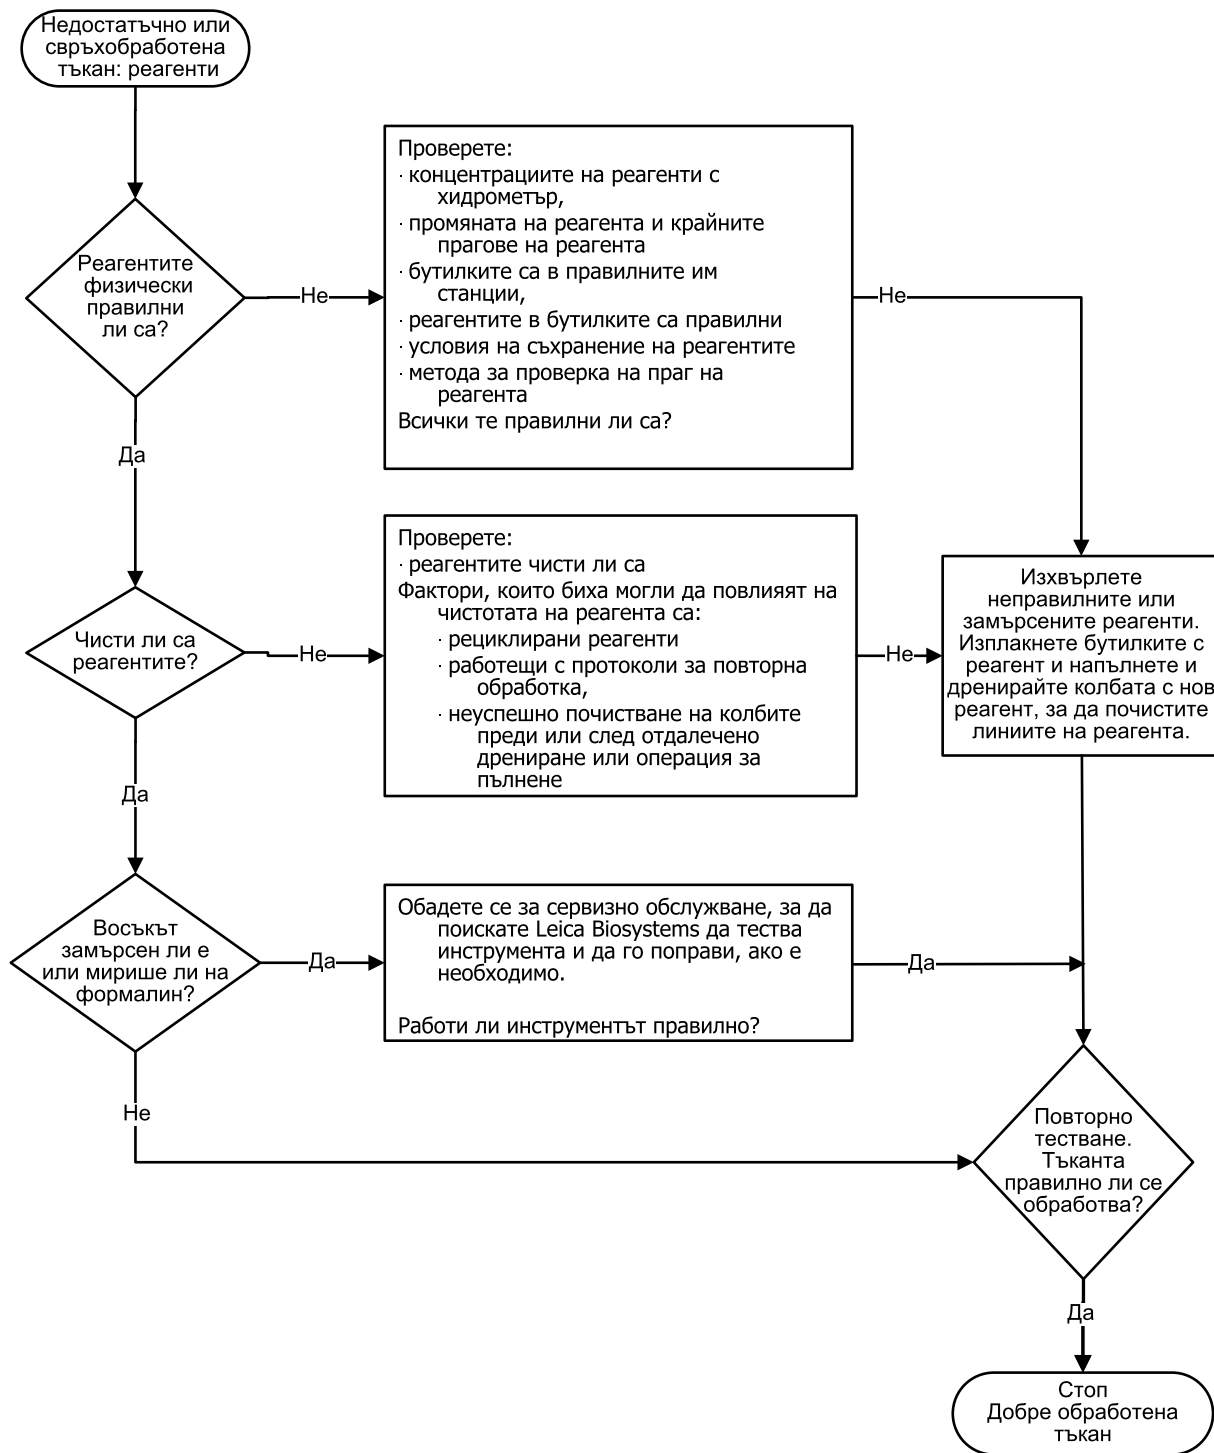 Недостатъчно или
свръхобработена
тъкан: реагенти
Проверете:
· концентрациите на реагенти с
хидрометър,
· промяната на реагента и крайните
прагове на реагента
· бутилките са в правилните им
станции,
· реагентите в бутилките са правилни
· условия на съхранение на реагентите
· метода за проверка на праг на
реагента
Всички те правилни ли са?
Реагентите
физически
правилни
ли са?
Не
Не
Да
Проверете:
· реагентите чисти ли са
Фактори, които биха могли да повлияят на
чистотата на реагента са:
· рециклирани реагенти
· работещи с протоколи за повторна
обработка,
· неуспешно почистване на колбите
преди или след отдалечено
дрениране или операция за
пълнене
Чисти ли са
реагентите?
Не
Не
Изхвърлете
неправилните или
замърсените реагенти.
Изплакнете бутилките с
реагент и напълнете и
дренирайте колбата с нов
реагент, за да почистите
линиите на реагента.
Да
Восъкът
замърсен ли е
или мирише ли на
формалин?
Да
Обадете се за сервизно обслужване, за да
поискате Leica Biosystems да тества
инструмента и да го поправи, ако е
необходимо.
Работи ли инструментът правилно?
Да
Не
Повторно
тестване.
Тъканта
правилно ли се
обработва?
Да
Стоп
Добре обработена
тъкан